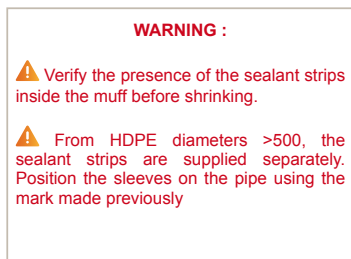 WARNING :
Verify the presence of the sealant strips
inside the muff before shrinking.
From HDPE diameters >500, the
sealant strips are supplied separately.
Position the sleeves on the pipe using the
mark made previously